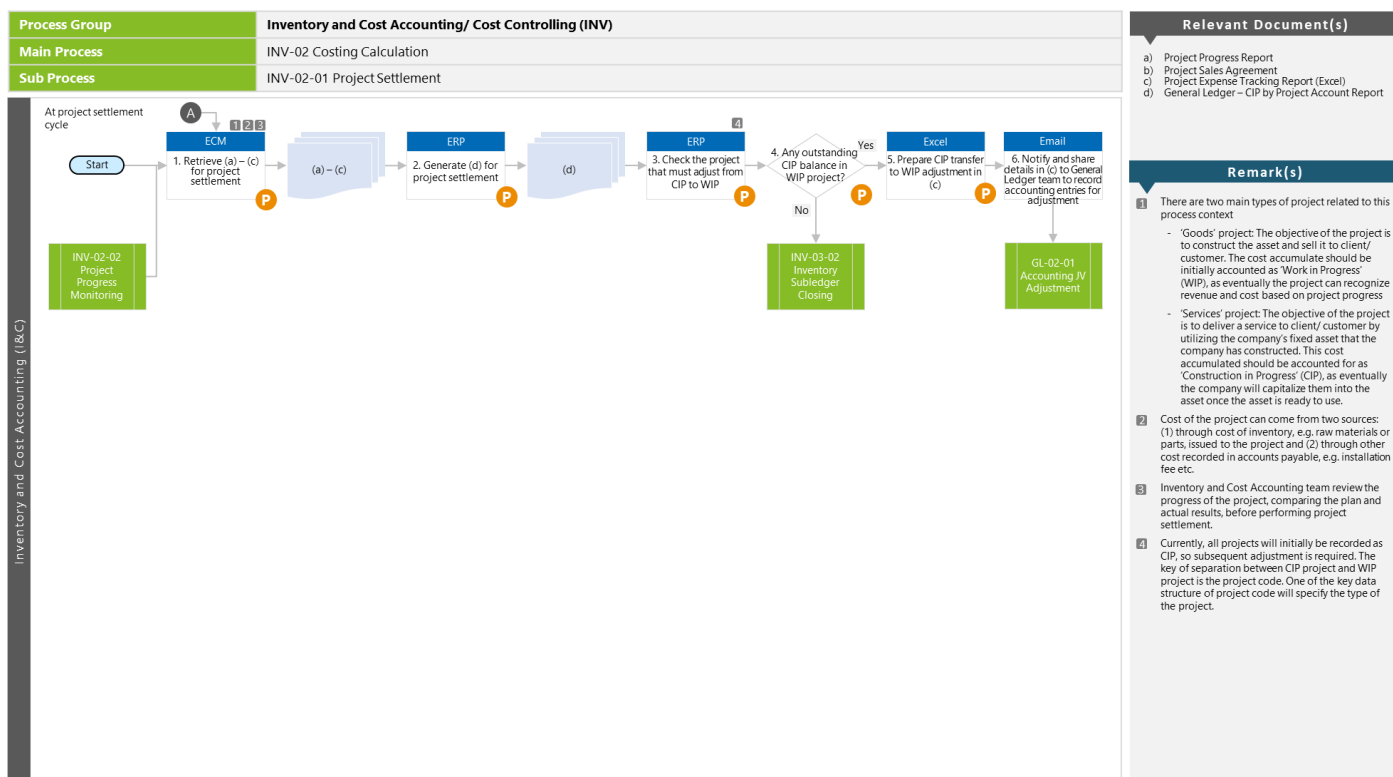 Process Group
Inventory and Cost Accounting/ Cost Controlling (INV)
Main Process
INV-02 Costing Calculation
Sub Process
INV-02-01 Project Settlement
Inventory and Cost Accounting (I&C)
At project settlement
cycle
A
Start
1 2 3
ECM
1. Retrieve (a) – (c)
for project
settlement
P
(a) – (c)
ERP
2. Generate (d) for
project settlement
P
(d)
4
ERP
3. Check the project
that must adjust from
CIP to WIP
P
4. Any outstanding
CIP balance in
WIP project?
Yes
No
P
Excel
5. Prepare CIP transfer
to WIP adjustment in
(c)
P
Email
6. Notify and share
details in (c) to General
Ledger team to record
accounting entries for
adjustment
INV-02-02
Project
Progress
Monitoring
INV-03-02
Inventory
Subledger
Closing
GL-02-01
Accounting JV
Adjustment
Relevant Document(s)
a) Project Progress Report
b) Project Sales Agreement
c) Project Expense Tracking Report (Excel)
d) General Ledger – CIP by Project Account Report
Remark(s)
1 There are two main types of project related to this
process context
- ‘Goods’ project: The objective of the project is
to construct the asset and sell it to client/
customer. The cost accumulate should be
initially accounted as ‘Work in Progress’
(WIP), as eventually the project can recognize
revenue and cost based on project progress
- ‘Services’ project: The objective of the project
is to deliver a service to client/ customer by
utilizing the company’s fixed asset that the
company has constructed. This cost
accumulated should be accounted for as
‘Construction in Progress’ (CIP), as eventually
the company will capitalize them into the
asset once the asset is ready to use.
2 Cost of the project can come from two sources:
(1) through cost of inventory, e.g. raw materials or
parts, issued to the project and (2) through other
cost recorded in accounts payable, e.g. installation
fee etc.
3 Inventory and Cost Accounting team review the
progress of the project, comparing the plan and
actual results, before performing project
settlement.
4 Currently, all projects will initially be recorded as
CIP, so subsequent adjustment is required. The
key of separation between CIP project and WIP
project is the project code. One of the key data
structure of project code will specify the type of
the project.